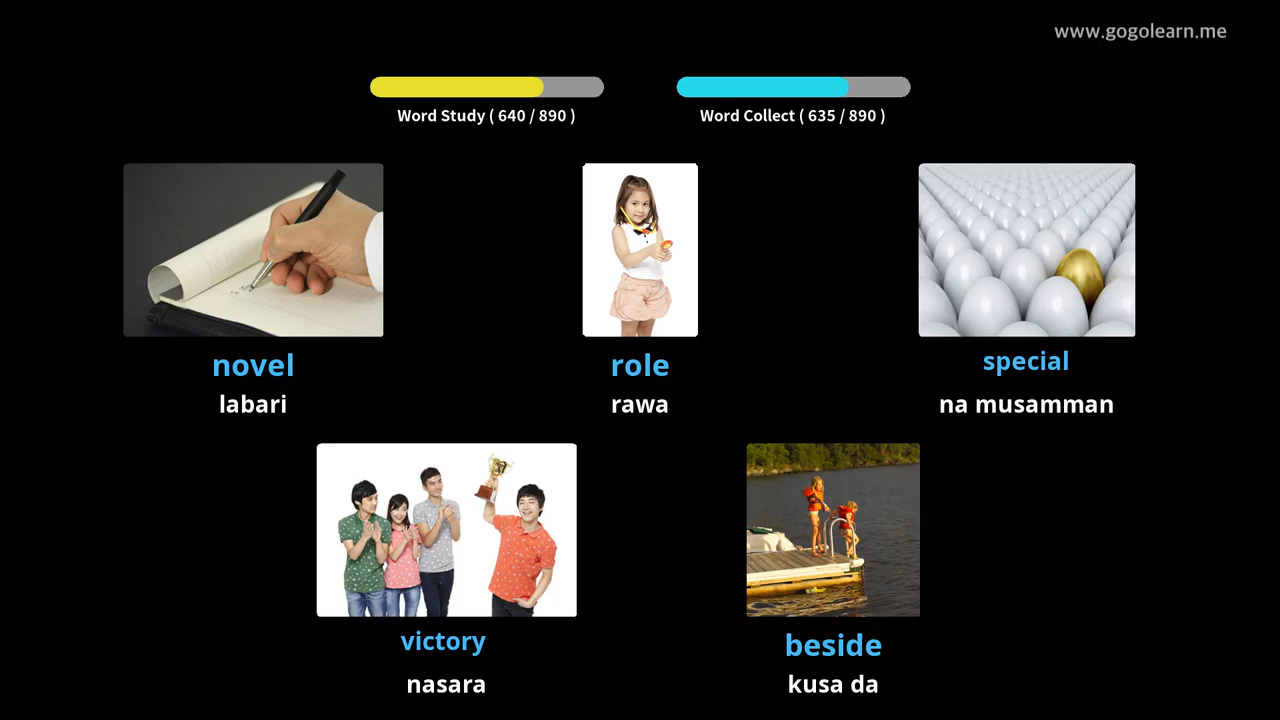 www.gogolearn.me
Word Study ( 640 / 890 )
Word Collect ( 635 / 890 )
novel
labari
role
rawa
special
na musamman
victory
nasara
beside
kusa da